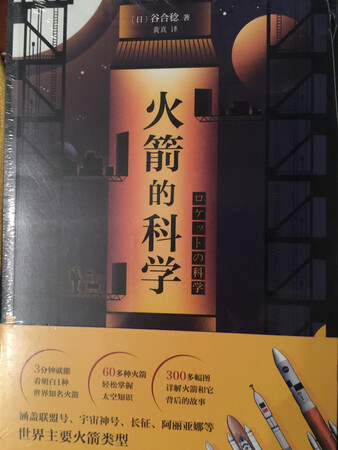 〔日〕谷合稔 著
黄真 译
火箭的科学
ロケットの科学
3分钟就能
看明白1种
世界知名火箭
60多种火箭
轻松掌握
太空知识
300多幅图
详解火箭和它
背后的故事
涵盖联盟号、宇宙神号、长征、阿丽亚娜等
世界主要火箭类型